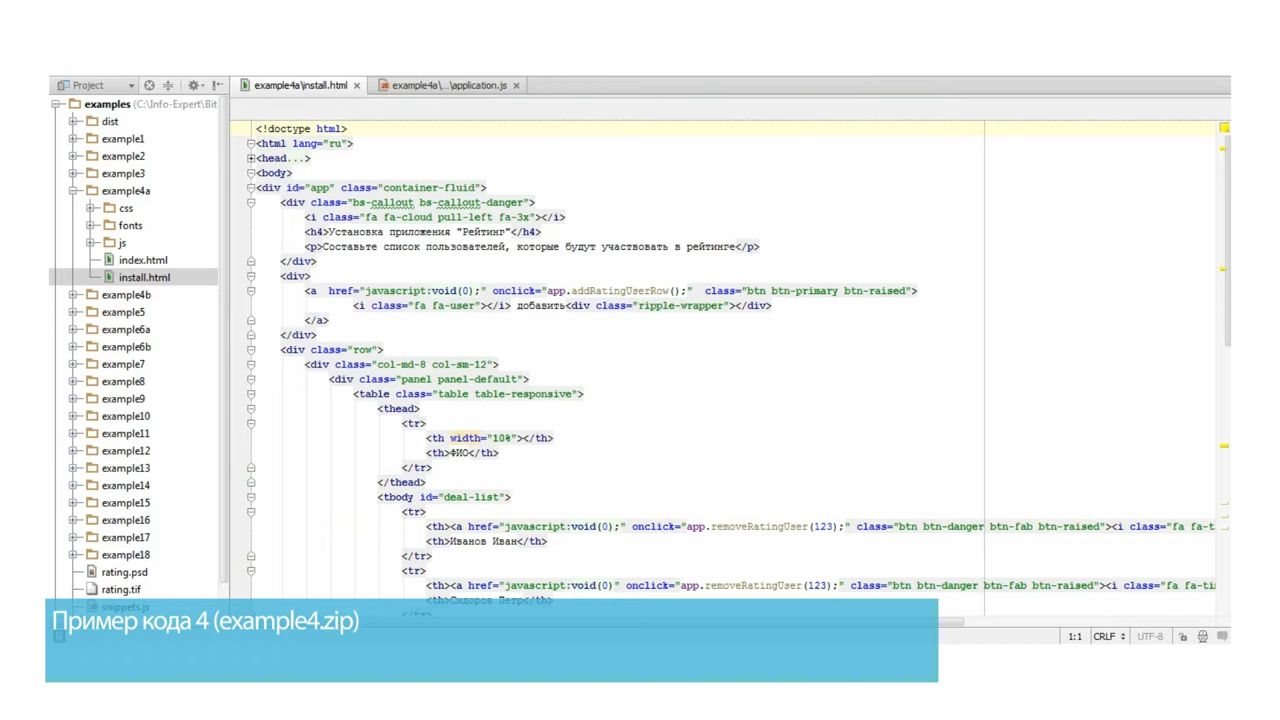 Project
example4a\install.html
example4a\...\application.js
examples (C:\Info-Expert\Bit
dist
example1
example2
example3
example4a
css
fonts
js
index.html
install.html
example4b
example5
example6a
example6b
example7
example8
example9
example10
example11
example12
example13
example14
example15
example16
example17
example18
rating.psd
rating.tif
snippets.js
<!doctype html>
<html lang="ru">
<head...>
<body>
<div id="app" class="container-fluid">
<div class="bs-callout bs-callout-danger">
<i class="fa fa-cloud pull-left fa-3x"></i>
<h4>Установка приложения "Рейтинг"</h4>
<p>Составьте список пользователей, которые будут участвовать в рейтинге</p>
</div>
<div>
<a href="javascript:void(0);" onclick="app.addRatingUserRow();" class="btn btn-primary btn-raised">
<i class="fa fa-user"></i> добавить<div class="ripple-wrapper"></div>
</a>
</div>
<div class="row">
<div class="col-md-8 col-sm-12">
<div class="panel panel-default">
<table class="table table-responsive">
<thead>
<tr>
<th width="10%"></th>
<th>ФИО</th>
</tr>
</thead>
<tbody id="deal-list">
<tr>
<th><a href="javascript:void(0);" onclick="app.removeRatingUser(123);" class="btn btn-danger btn-fab btn-raised"><i class="fa fa-t
<th>Иванов Иван</th>
</tr>
<tr>
<th><a href="javascript:void(0)" onclick="app.removeRatingUser(123);" class="btn btn-danger btn-fab btn-raised"><i class="fa fa-ti
<th>Сидоров Петр</th>
Пример кода 4 (example4.zip)
1:1 CRLF UTF-8